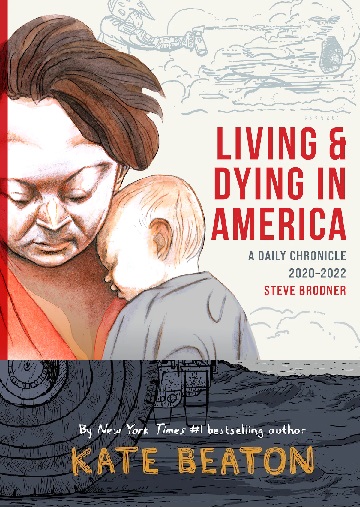 LIVING &
DYING IN
AMERICA
A DAILY CHRONICLE
2020–2022
STEVE BRODNER
By New York Times #1 bestselling author
KATE BEATON